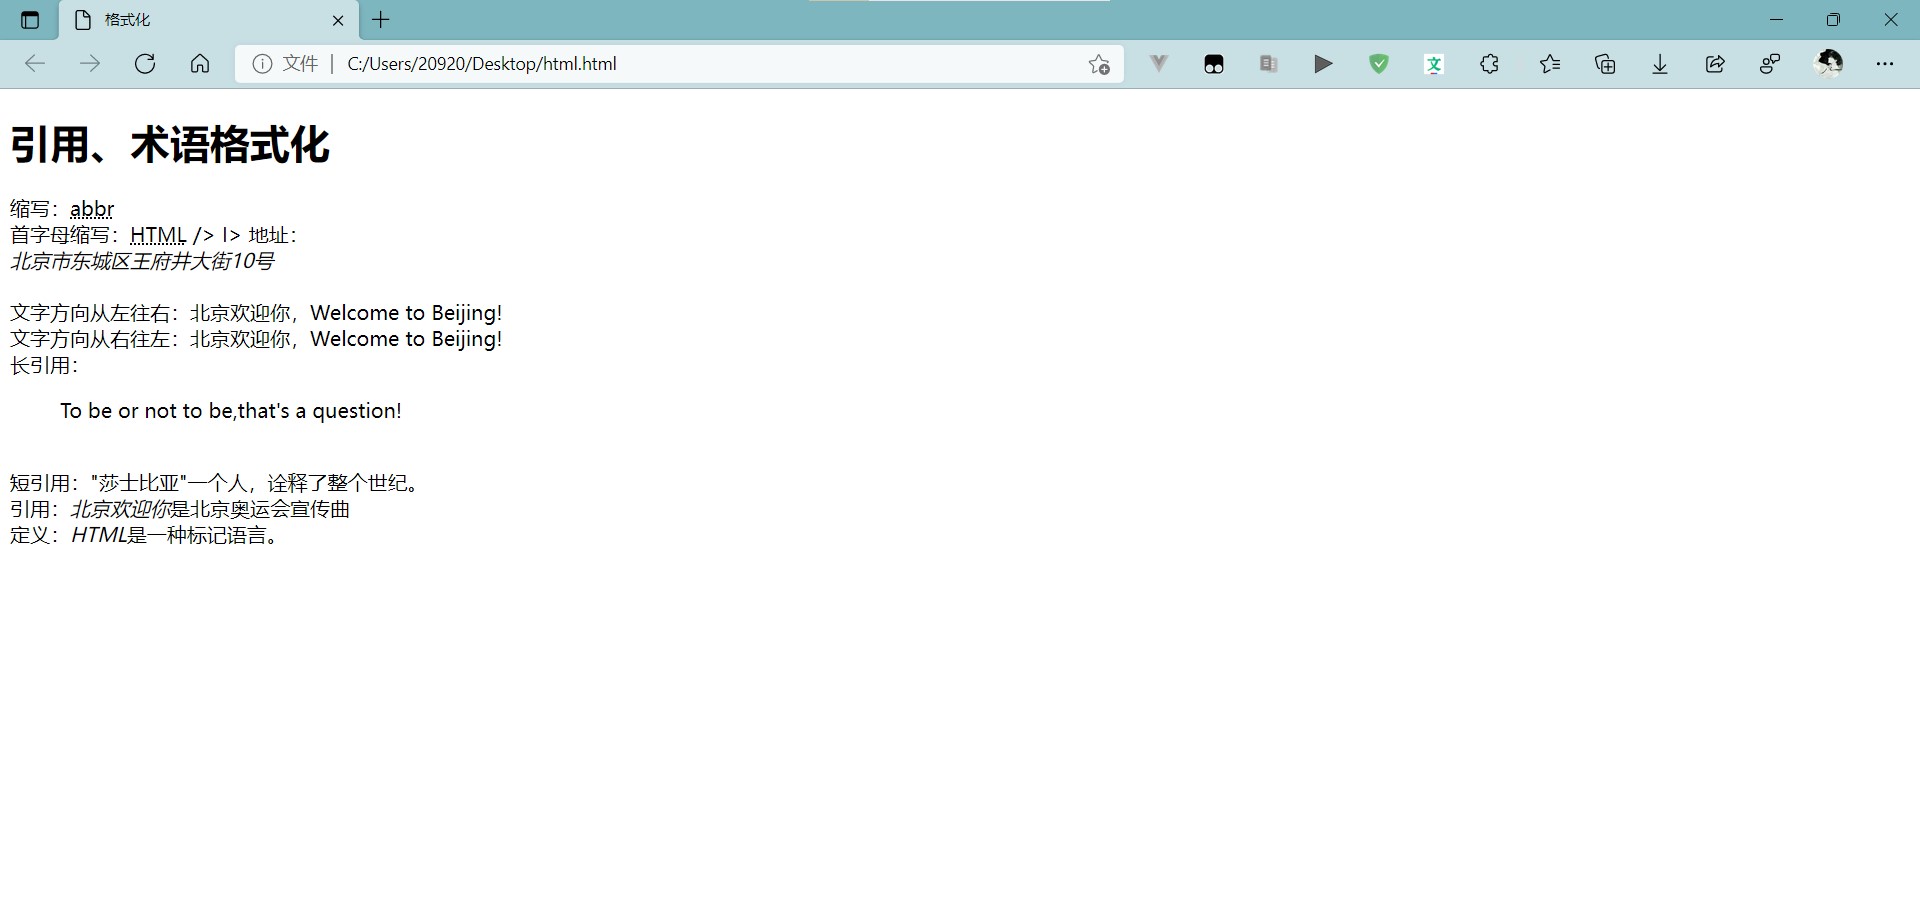 格式化
文件 | C:/Users/20920/Desktop/html.html
引用、术语格式化
缩写：abbr
首字母缩写：HTML /> l> 地址：
北京市东城区王府井大街10号
文字方向从左往右：北京欢迎你，Welcome to Beijing!
文字方向从右往左：北京欢迎你，Welcome to Beijing!
长引用：
To be or not to be,that's a question!
短引用："莎士比亚"一个人，诠释了整个世纪。
引用：北京欢迎你是北京奥运会宣传曲
定义：HTML是一种标记语言。